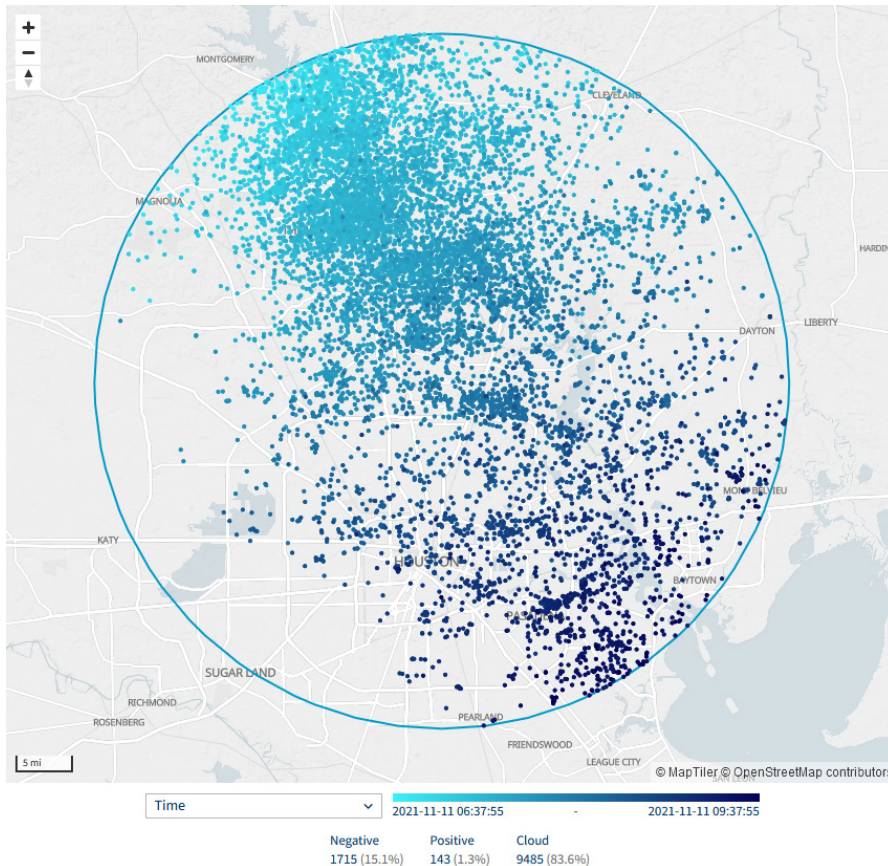 +
−
MONTGOMERY
CLEVELAND
MAGNOLIA
HARDIN
LIBERTY
DAYTON
MONT BELVIEU
KATY
HOUSTON
BAYTOWN
SUGAR LAND
RICHMOND
ROSENBERG
PEARLAND
FRIENDSWOOD
LEAGUE CITY
5 mi
© MapTiler © OpenStreetMap contributors
SAN LEON
Time
2021-11-11 06:37:55 - 2021-11-11 09:37:55
Negative Positive Cloud
1715 (15.1%) 143 (1.3%) 9485 (83.6%)